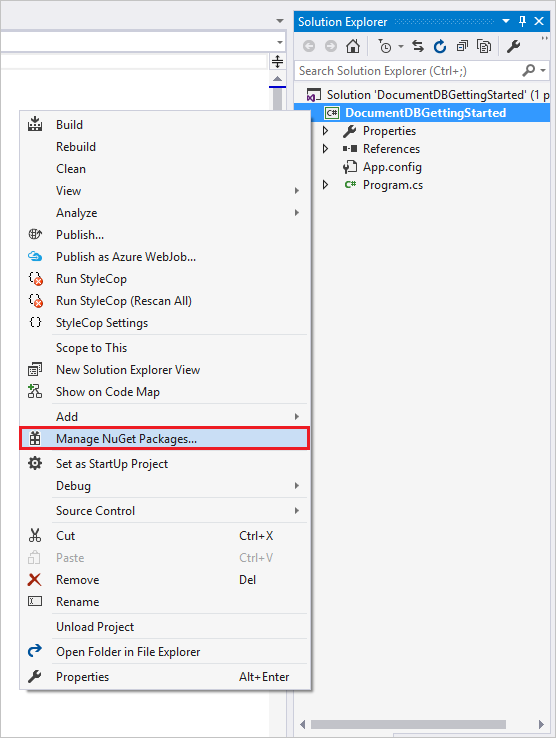 Solution Explorer
Search Solution Explorer (Ctrl+;)
Solution 'DocumentDBGettingStarted' (1 p
C# DocumentDBGettingStarted
Properties
References
App.config
C# Program.cs
Build
Rebuild
Clean
View
Analyze
Publish...
Publish as Azure WebJob...
Run StyleCop
Run StyleCop (Rescan All)
StyleCop Settings
Scope to This
New Solution Explorer View
Show on Code Map
Add
Manage NuGet Packages...
Set as StartUp Project
Debug
Source Control
Cut Ctrl+X
Paste Ctrl+V
Remove Del
Rename
Unload Project
Open Folder in File Explorer
Properties Alt+Enter